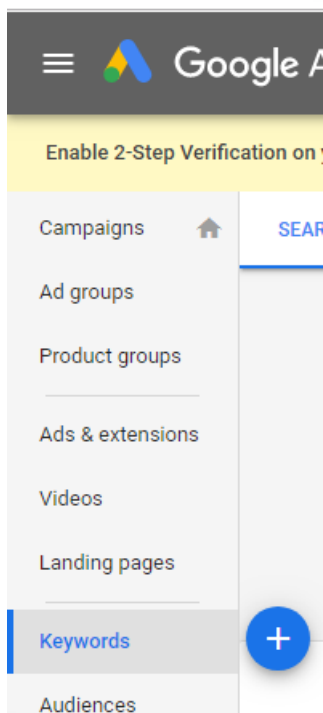 Google A
Enable 2-Step Verification on
Campaigns
SEAR
Ad groups
Product groups
Ads & extensions
Videos
Landing pages
Keywords
Audiences